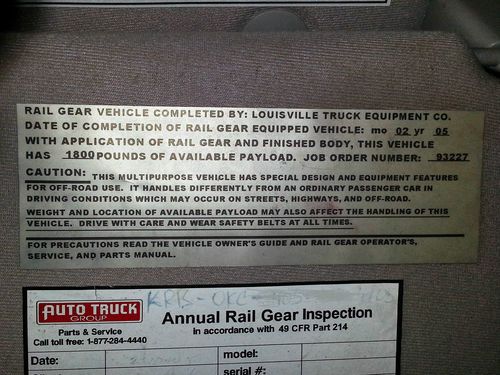 RAIL GEAR VEHICLE COMPLETED BY: LOUISVILLE TRUCK EQUIPMENT CO.
DATE OF COMPLETION OF RAIL GEAR EQUIPPED VEHICLE: mo 02 yr 05
WITH APPLICATION OF RAIL GEAR AND FINISHED BODY, THIS VEHICLE
HAS 1800 POUNDS OF AVAILABLE PAYLOAD. JOB ORDER NUMBER: 93227
CAUTION: THIS MULTIPURPOSE VEHICLE HAS SPECIAL DESIGN AND EQUIPMENT FEATURES
FOR OFF-ROAD USE. IT HANDLES DIFFERENTLY FROM AN ORDINARY PASSENGER CAR IN
DRIVING CONDITIONS WHICH MAY OCCUR ON STREETS, HIGHWAYS, AND OFF-ROAD.
WEIGHT AND LOCATION OF AVAILABLE PAYLOAD MAY ALSO AFFECT THE HANDLING OF THIS
VEHICLE. DRIVE WITH CARE AND WEAR SAFETY BELTS AT ALL TIMES.
FOR PRECAUTIONS READ THE VEHICLE OWNER'S GUIDE AND RAIL GEAR OPERATOR'S,
SERVICE, AND PARTS MANUAL.
KRB-OKC
AUTO TRUCK
GROUP
Annual Rail Gear Inspection
Parts & Service
in accordance with 49 CFR Part 214
Call toll free: 1-877-284-4440
Date:
model:
serial #: